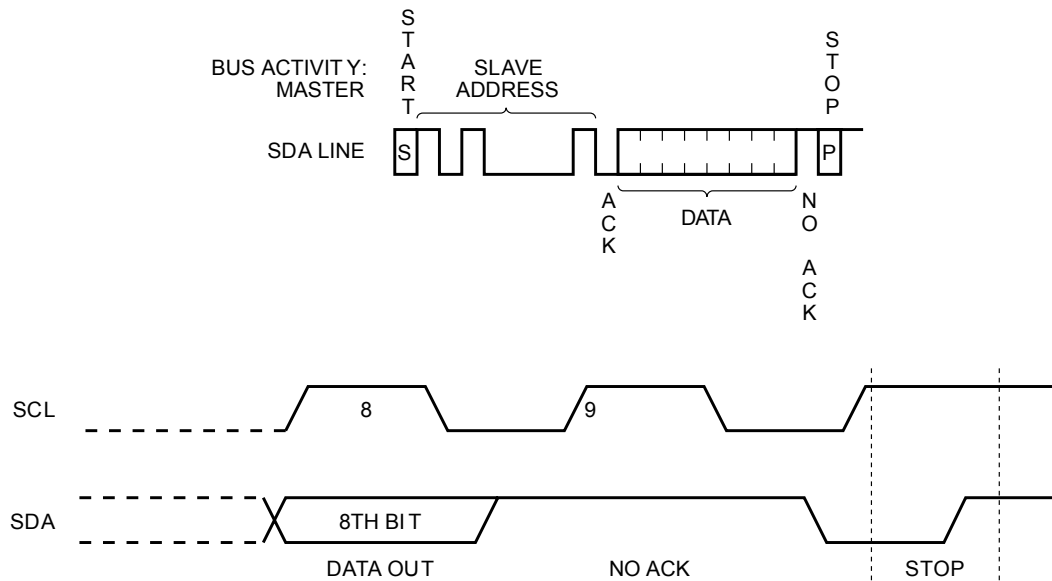 START
STOP
BUS ACTIVITY:
MASTER
SLAVE
ADDRESS
SDA LINE
S
P
ACK
DATA
NO ACK
SCL
8
9
SDA
8TH BIT
DATA OUT
NO ACK
STOP